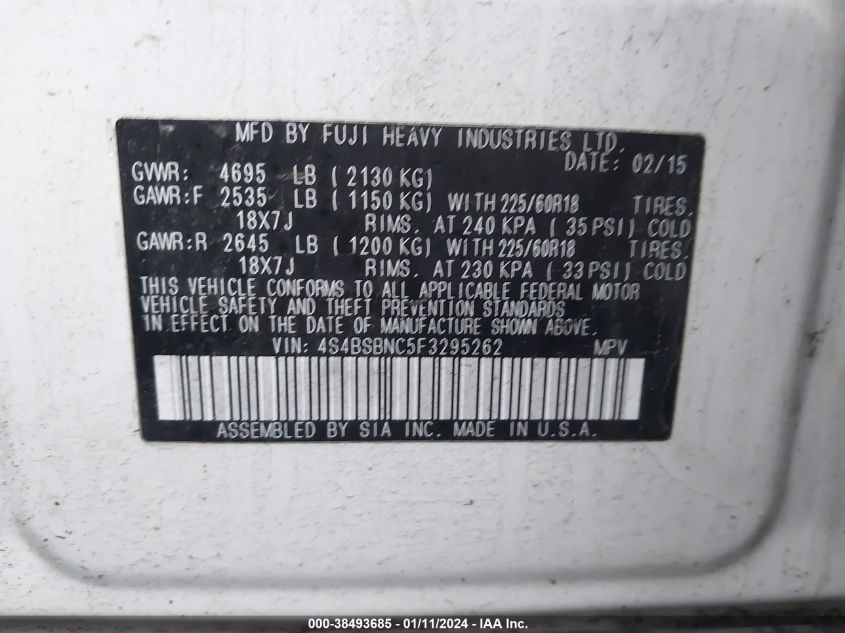 MFD BY FUJI HEAVY INDUSTRIES LTD.
DATE: 02/15
GVWR: 4695 LB ( 2130 KG)
GAWR:F 2535 LB ( 1150 KG) WITH 225/60R18 TIRES.
18X7J RIMS. AT 240 KPA ( 35 PSI) COLD
GAWR:R 2645 LB ( 1200 KG) WITH 225/60R18 TIRES.
18X7J RIMS. AT 230 KPA ( 33 PSI) COLD
THIS VEHICLE CONFORMS TO ALL APPLICABLE FEDERAL MOTOR
VEHICLE SAFETY AND THEFT PREVENTION STANDARDS
IN EFFECT ON THE DATE OF MANUFACTURE SHOWN ABOVE.
VIN: 4S4BSBNC5F3295262 MPV
ASSEMBLED BY SIA INC. MADE IN U.S.A.
000-38493685 - 01/11/2024 - IAA Inc.